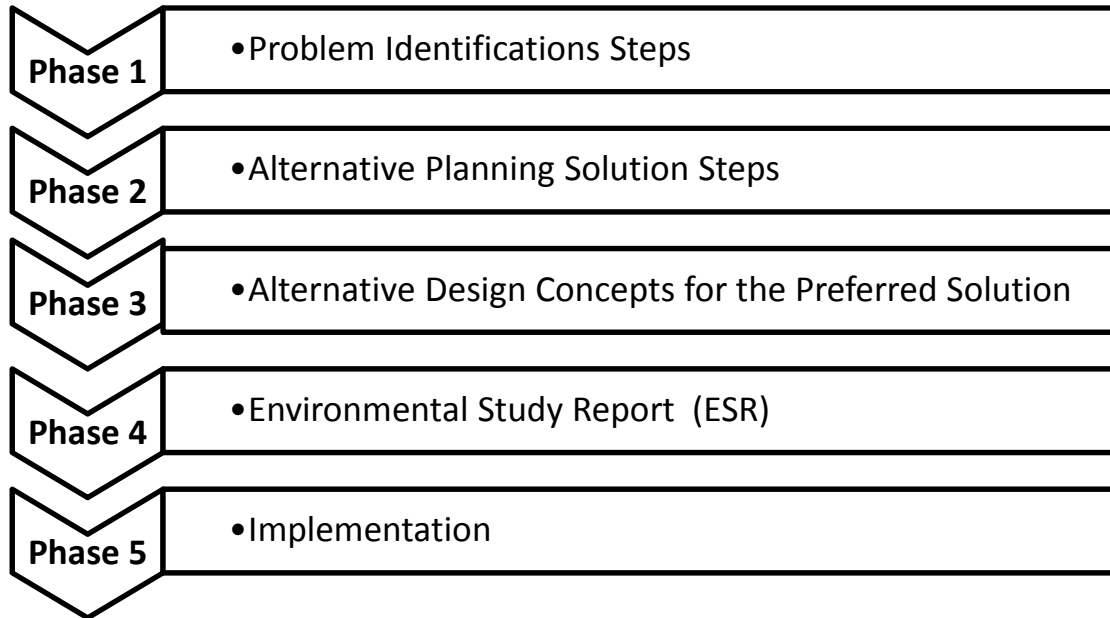 Phase 1
•Problem Identifications Steps
Phase 2
•Alternative Planning Solution Steps
Phase 3
•Alternative Design Concepts for the Preferred Solution
Phase 4
•Environmental Study Report (ESR)
Phase 5
•Implementation